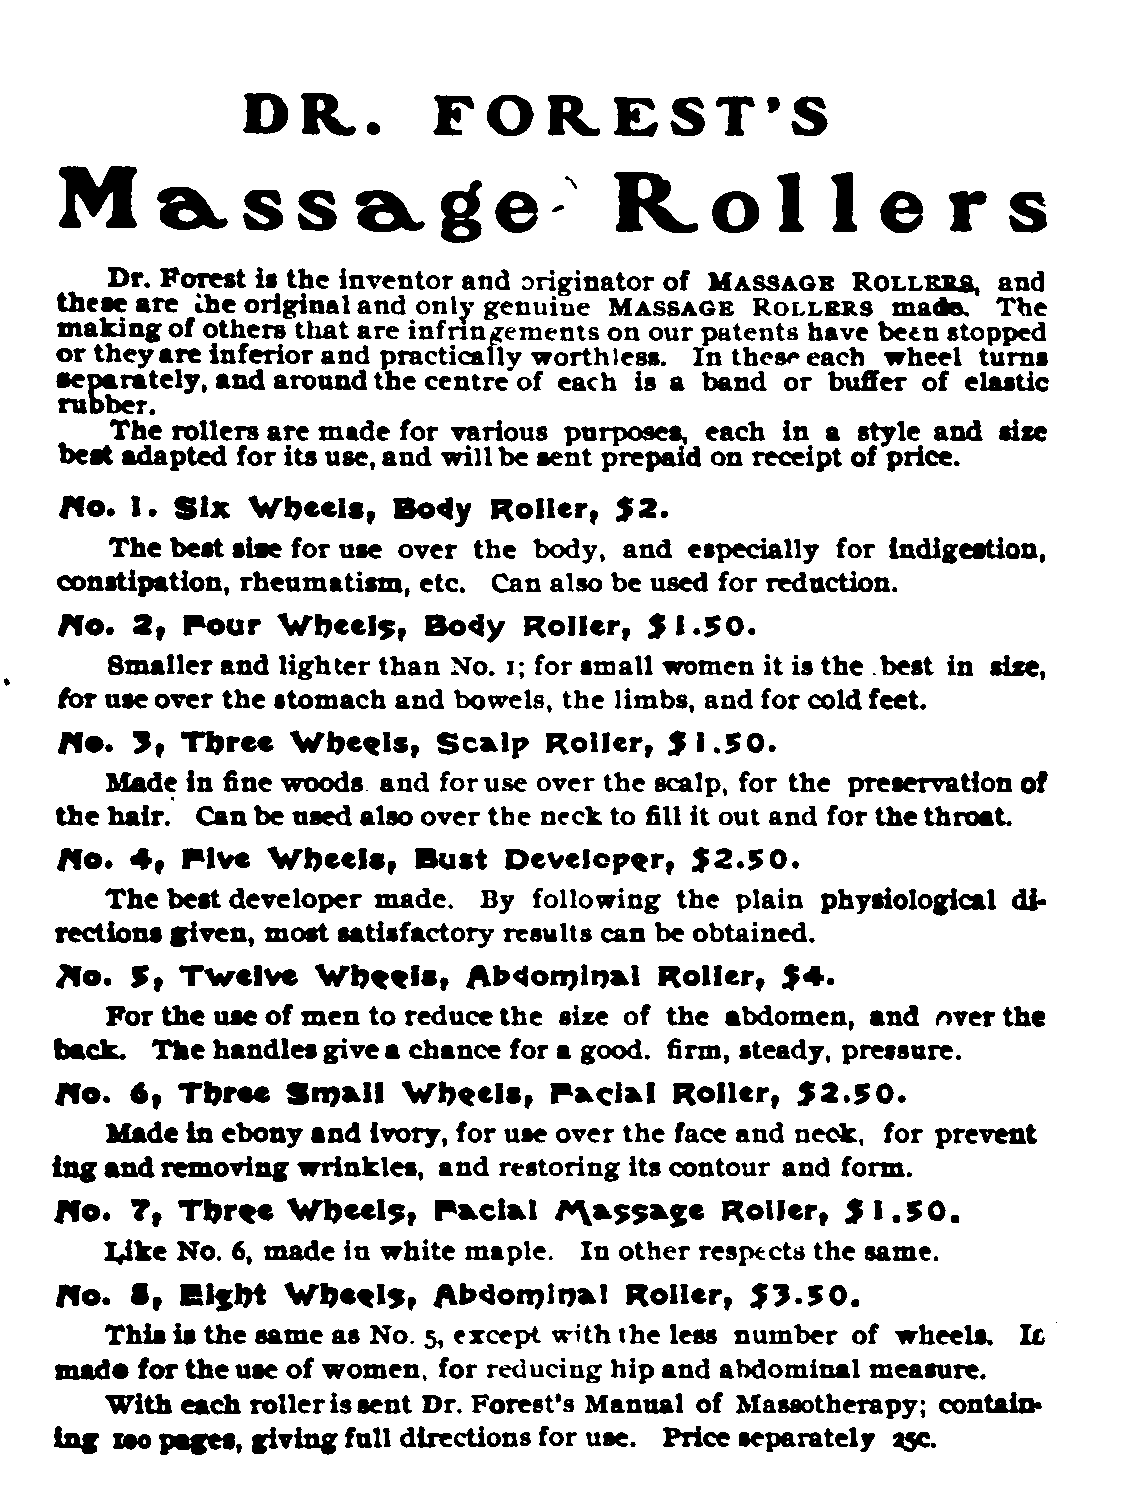 DR. FOREST'S
Massage Rollers
Dr. Forest is the inventor and originator of MASSAGE ROLLERS, and
these are the original and only genuine MASSAGE ROLLERS made. The
making of others that are infringements on our patents have been stopped
or they are inferior and practically worthless. In these each wheel turns
separately, and around the centre of each is a band or buffer of elastic
rubber.
The rollers are made for various purposes, each in a style and size
best adapted for its use, and will be sent prepaid on receipt of price.
No. 1. Six Wheels, Body Roller, $2.
The best size for use over the body, and especially for indigestion,
constipation, rheumatism, etc. Can also be used for reduction.
No. 2, Four Wheels, Body Roller, $1.50.
Smaller and lighter than No. 1; for small women it is the best in size,
for use over the stomach and bowels, the limbs, and for cold feet.
No. 3, Three Wheels, Scalp Roller, $1.50.
Made in fine woods and for use over the scalp, for the preservation of
the hair. Can be used also over the neck to fill it out and for the throat.
No. 4, Five Wheels, Bust Developer, $2.50.
The best developer made. By following the plain physiological di-
rections given, most satisfactory results can be obtained.
No. 5, Twelve Wheels, Abdominal Roller, $4.
For the use of men to reduce the size of the abdomen, and over the
back. The handles give a chance for a good. firm, steady, pressure.
No. 6, Three Small Wheels, Facial Roller, $2.50.
Made in ebony and ivory, for use over the face and neck, for prevent
ing and removing wrinkles, and restoring its contour and form.
No. 7, Three Wheels, Facial Massage Roller, $1.50.
Like No. 6, made in white maple. In other respects the same.
No. 8, Eight Wheels, Abdominal Roller, $3.50.
This is the same as No. 5, except with the less number of wheels. Is
made for the use of women, for reducing hip and abdominal measure.
With each roller is sent Dr. Forest's Manual of Massotherapy; contain-
ing 100 pages, giving full directions for use. Price separately 25c.